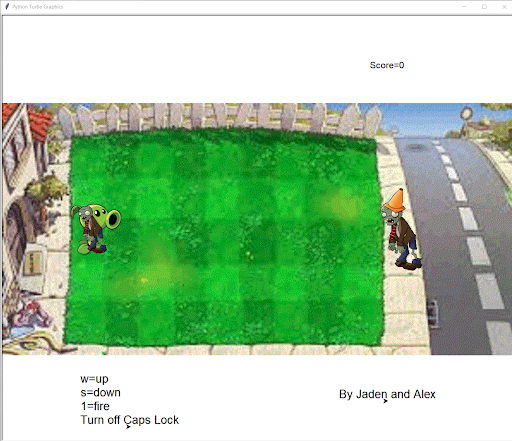 Python Turtle Graphics
Score=0
w=up
s=down
1=fire
Turn off Caps Lock
By Jaden and Alex